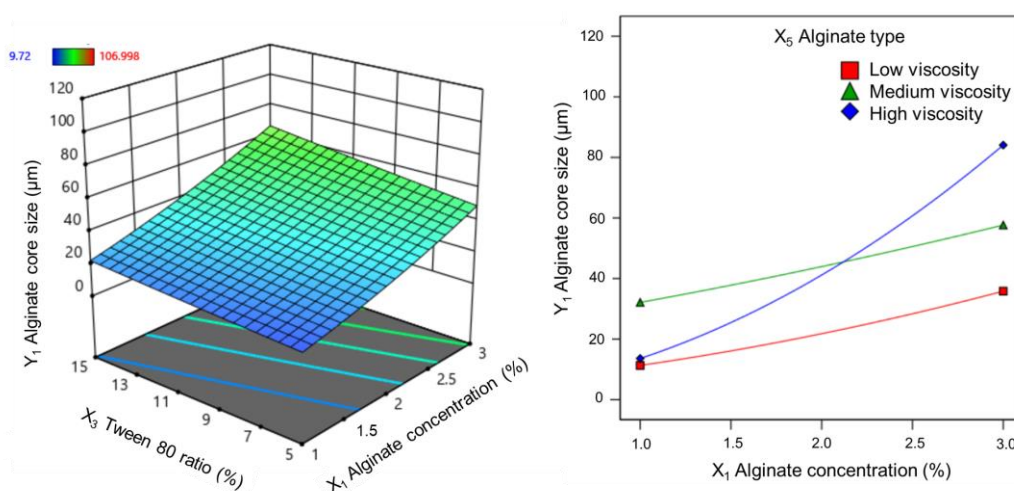 9.72 106.998
120
100
80
60
40
20
0
Y₁ Alginate core size (µm)
15
13
11
9
7
5
X₃ Tween 80 ratio (%)
1
1.5
2
2.5
3
X₁ Alginate concentration (%)
X₅ Alginate type
Low viscosity
Medium viscosity
High viscosity
120
100
80
60
40
20
0
Y₁ Alginate core size (µm)
1.0 1.5 2.0 2.5 3.0
X₁ Alginate concentration (%)